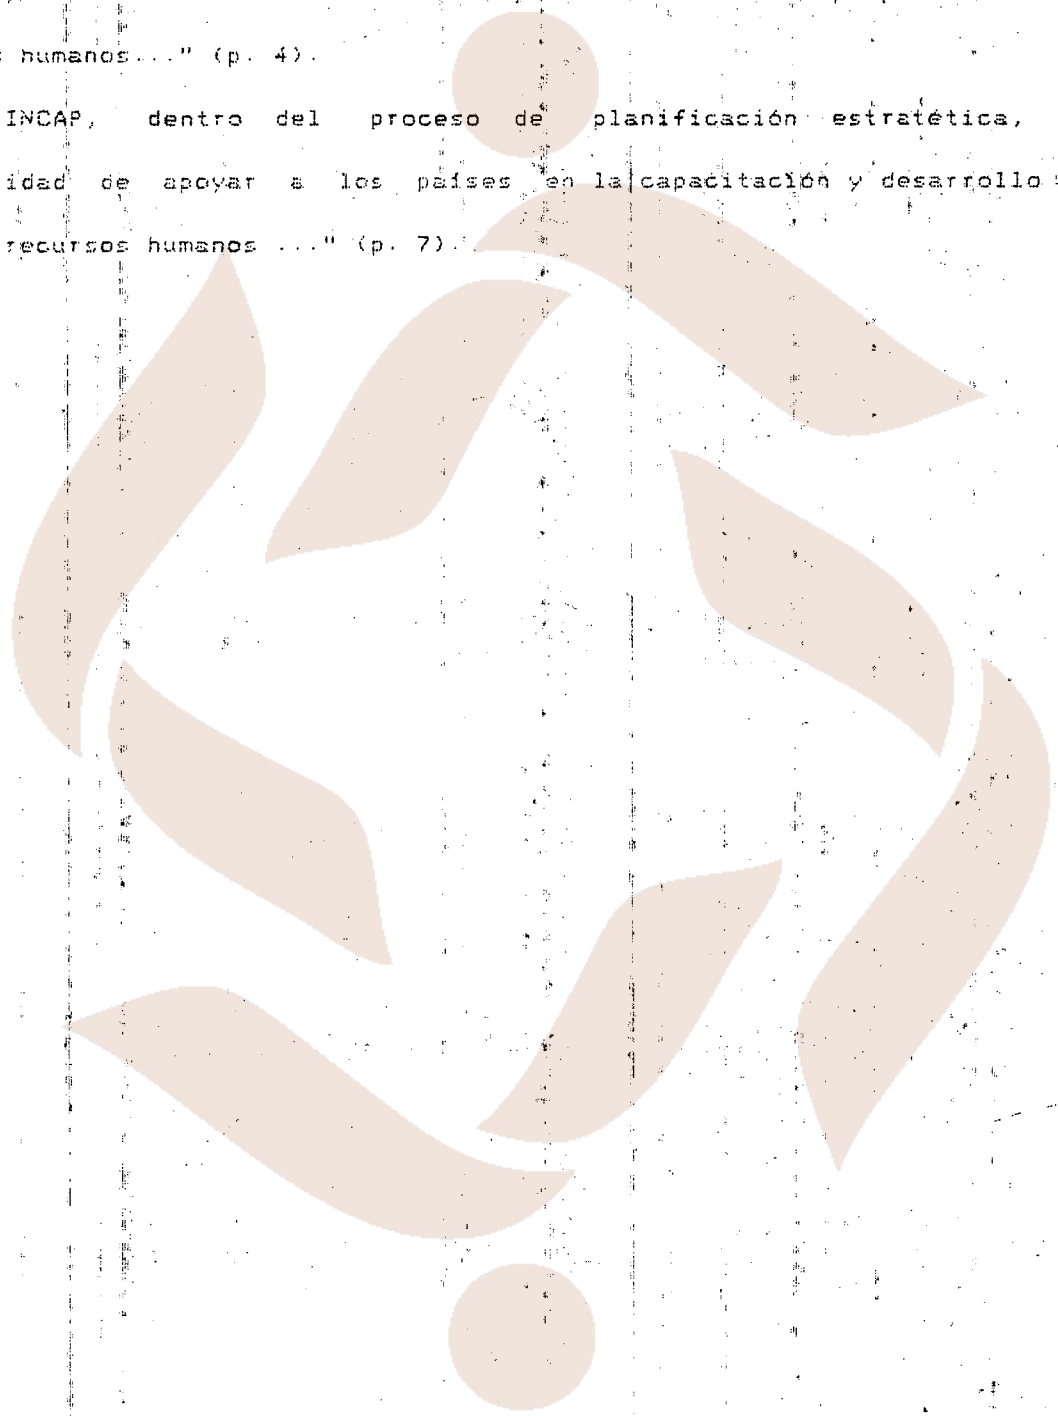 humanos..." (p. 4).
INCAP, dentro del proceso de planificación estratética,
idad de apoyar a los países en la capacitación y desarrollo
recursos humanos ..." (p. 7).